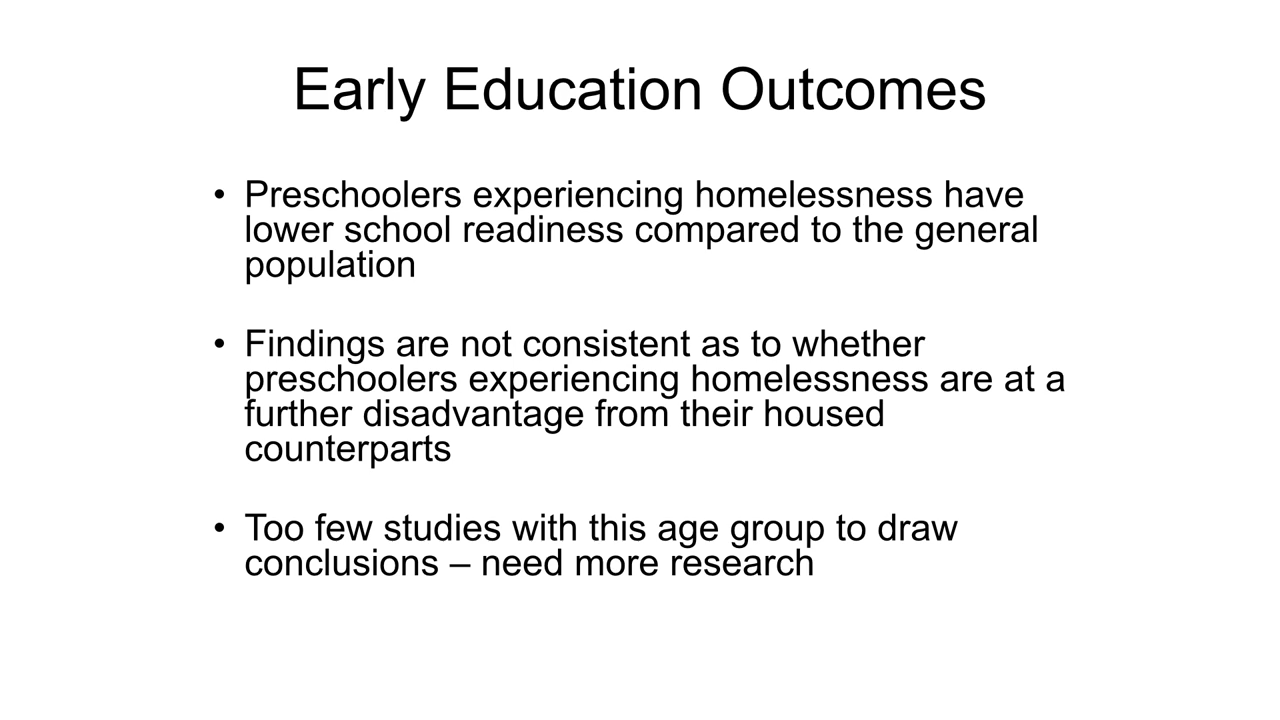 Early Education Outcomes
• Preschoolers experiencing homelessness have
lower school readiness compared to the general
population
• Findings are not consistent as to whether
preschoolers experiencing homelessness are at a
further disadvantage from their housed
counterparts
• Too few studies with this age group to draw
conclusions – need more research